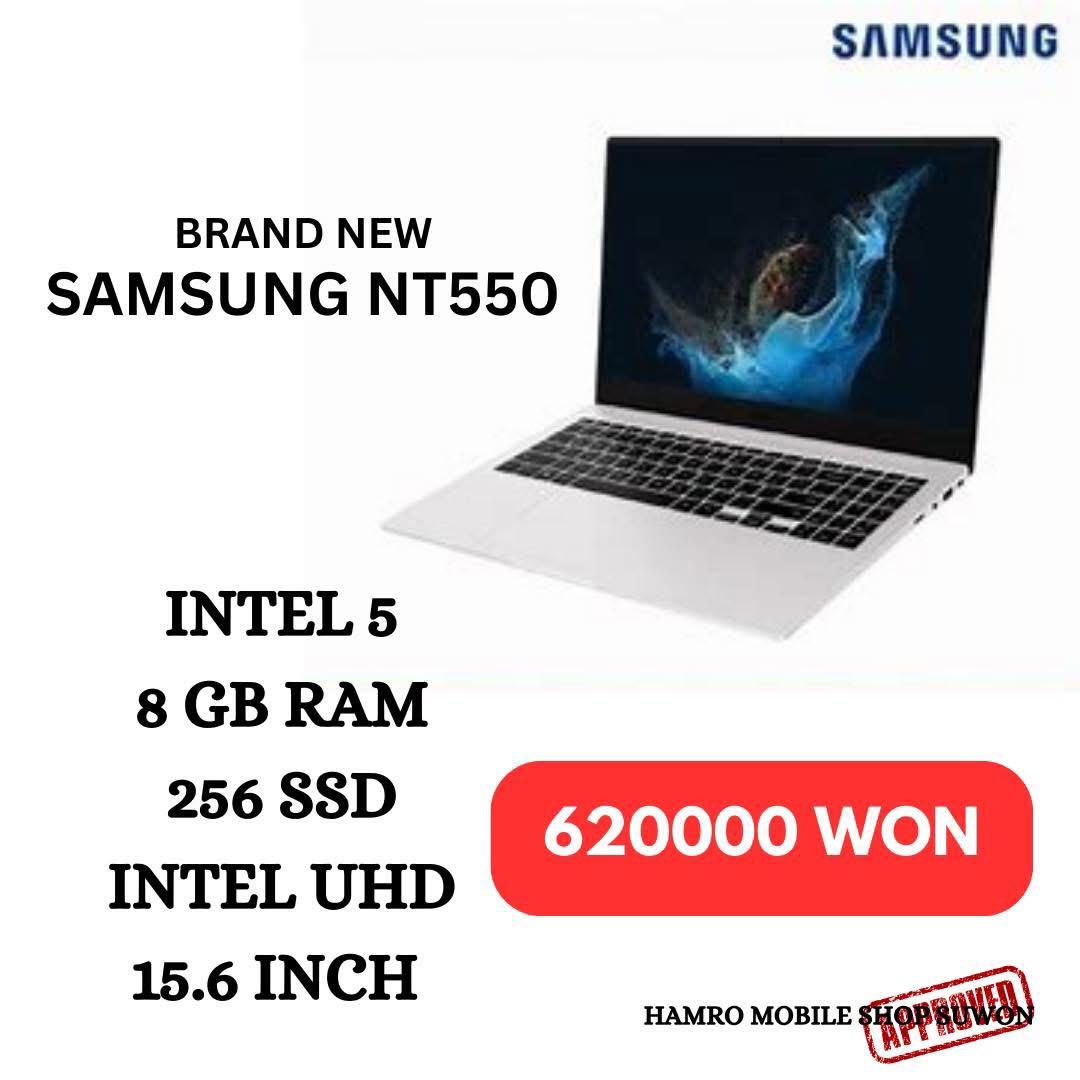 SAMSUNG
BRAND NEW
SAMSUNG NT550
INTEL 5
8 GB RAM
256 SSD
INTEL UHD
15.6 INCH
620000 WON
HAMRO MOBILE SHOP SUWON
APPROVED